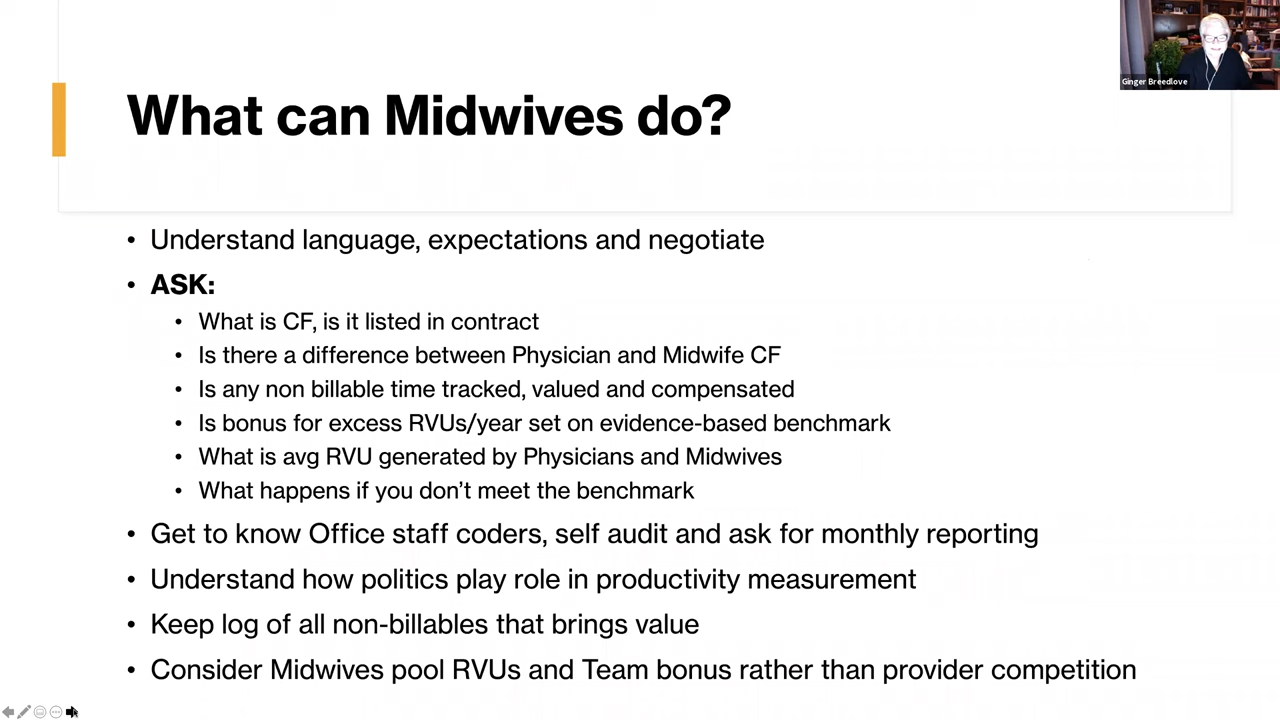 Ginger Breedlove
What can Midwives do?
• Understand language, expectations and negotiate
• ASK:
• What is CF, is it listed in contract
• Is there a difference between Physician and Midwife CF
• Is any non billable time tracked, valued and compensated
• Is bonus for excess RVUs/year set on evidence-based benchmark
• What is avg RVU generated by Physicians and Midwives
• What happens if you don’t meet the benchmark
• Get to know Office staff coders, self audit and ask for monthly reporting
• Understand how politics play role in productivity measurement
• Keep log of all non-billables that brings value
• Consider Midwives pool RVUs and Team bonus rather than provider competition